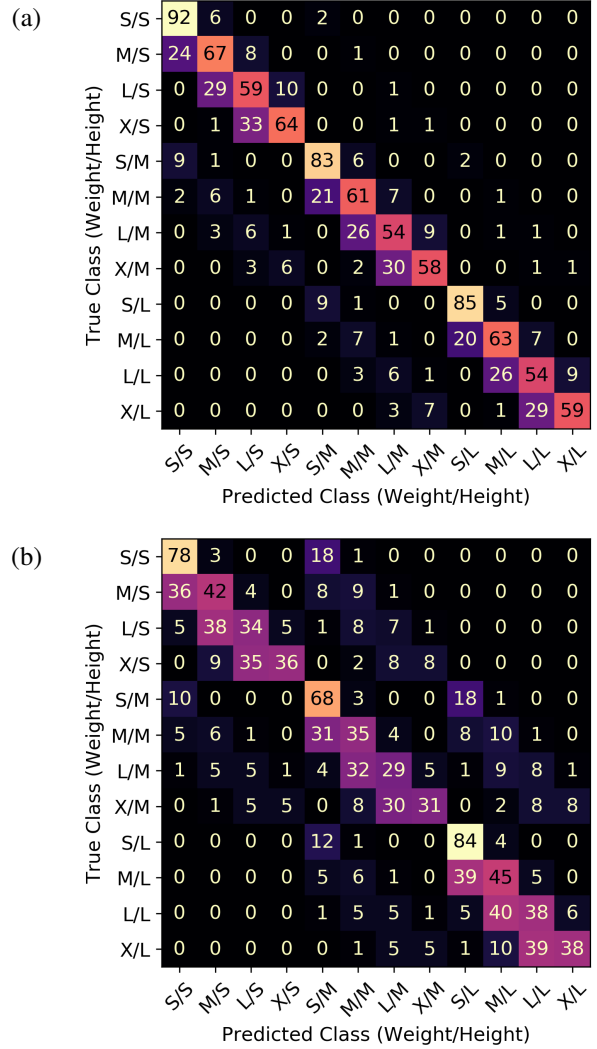 (a)
True Class (Weight/Height)
S/S 92 6 0 0 2 0 0 0 0 0 0 0
M/S 24 67 8 0 0 1 0 0 0 0 0 0
L/S 0 29 59 10 0 0 1 0 0 0 0 0
X/S 0 1 33 64 0 0 1 1 0 0 0 0
S/M 9 1 0 0 83 6 0 0 2 0 0 0
M/M 2 6 1 0 21 61 7 0 0 1 0 0
L/M 0 3 6 1 0 26 54 9 0 1 1 0
X/M 0 0 3 6 0 2 30 58 0 0 1 1
S/L 0 0 0 0 9 1 0 0 85 5 0 0
M/L 0 0 0 0 2 7 1 0 20 63 7 0
L/L 0 0 0 0 0 3 6 1 0 26 54 9
X/L 0 0 0 0 0 0 3 7 0 1 29 59
S/S M/S L/S X/S S/M M/M L/M X/M S/L M/L L/L X/L
Predicted Class (Weight/Height)
(b)
True Class (Weight/Height)
S/S 78 3 0 0 18 1 0 0 0 0 0 0
M/S 36 42 4 0 8 9 1 0 0 0 0 0
L/S 5 38 34 5 1 8 7 1 0 0 0 0
X/S 0 9 35 36 0 2 8 8 0 0 0 0
S/M 10 0 0 0 68 3 0 0 18 1 0 0
M/M 5 6 1 0 31 35 4 0 8 10 1 0
L/M 1 5 5 1 4 32 29 5 1 9 8 1
X/M 0 1 5 5 0 8 30 31 0 2 8 8
S/L 0 0 0 0 12 1 0 0 84 4 0 0
M/L 0 0 0 0 5 6 1 0 39 45 5 0
L/L 0 0 0 0 1 5 5 1 5 40 38 6
X/L 0 0 0 0 0 1 5 5 1 10 39 38
S/S M/S L/S X/S S/M M/M L/M X/M S/L M/L L/L X/L
Predicted Class (Weight/Height)